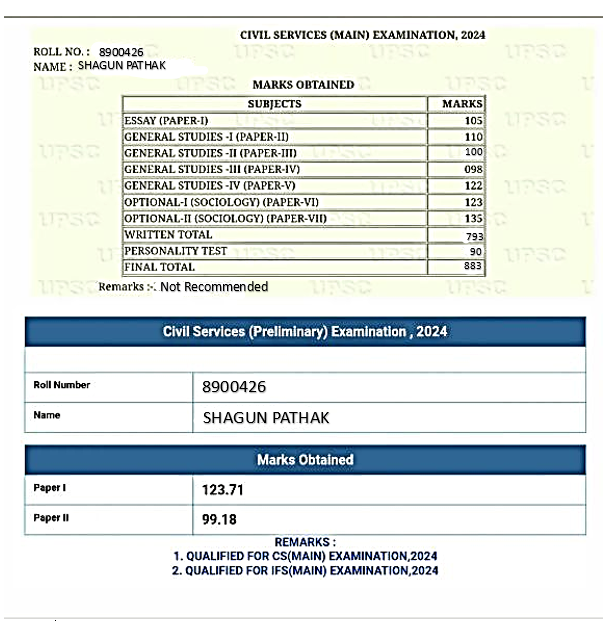 CIVIL SERVICES (MAIN) EXAMINATION, 2024
ROLL NO. : 8900426
NAME : SHAGUN PATHAK
MARKS OBTAINED
SUBJECTS MARKS
ESSAY (PAPER-I) 105
GENERAL STUDIES -I (PAPER-II) 110
GENERAL STUDIES -II (PAPER-III) 100
GENERAL STUDIES -III (PAPER-IV) 098
GENERAL STUDIES -IV (PAPER-V) 122
OPTIONAL-I (SOCIOLOGY) (PAPER-VI) 123
OPTIONAL-II (SOCIOLOGY) (PAPER-VII) 135
WRITTEN TOTAL 793
PERSONALITY TEST 90
FINAL TOTAL 883
Remarks :-. Not Recommended
Civil Services (Preliminary) Examination , 2024
Roll Number 8900426
Name SHAGUN PATHAK
Marks Obtained
Paper I 123.71
Paper II 99.18
REMARKS :
1. QUALIFIED FOR CS(MAIN) EXAMINATION,2024
2. QUALIFIED FOR IFS(MAIN) EXAMINATION,2024